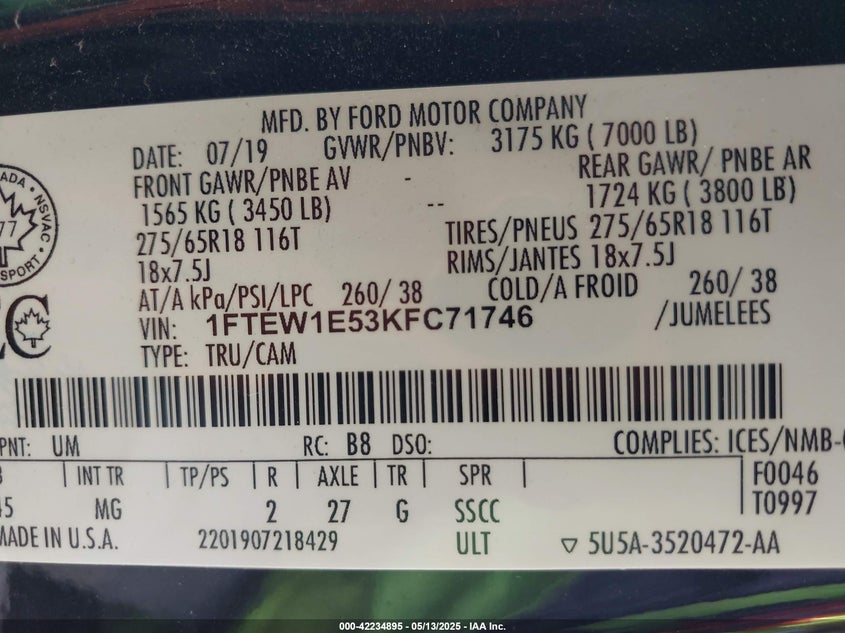 MFD. BY FORD MOTOR COMPANY
DATE: 07/19 GVWR/PNBV: 3175 KG ( 7000 LB)
FRONT GAWR/PNBE AV - REAR GAWR/ PNBE AR
1565 KG ( 3450 LB) -- 1724 KG ( 3800 LB)
275/65R18 116T TIRES/PNEUS 275/65R18 116T
18x7.5J RIMS/JANTES 18x7.5J
AT/A kPa/PSI/LPC 260/ 38 COLD/A FROID 260/ 38
VIN: 1FTEW1E53KFC71746 /JUMELEES
TYPE: TRU/CAM
NSVAC
PNT: UM RC: B8 DSO: COMPLIES: ICES/NMB-
INT TR TP/PS R AXLE TR SPR F0046
MG 2 27 G SSCC T0997
MADE IN U.S.A. 2201907218429 ULT 5U5A-3520472-AA
000-42234895 - 05/13/2025 - IAA Inc.